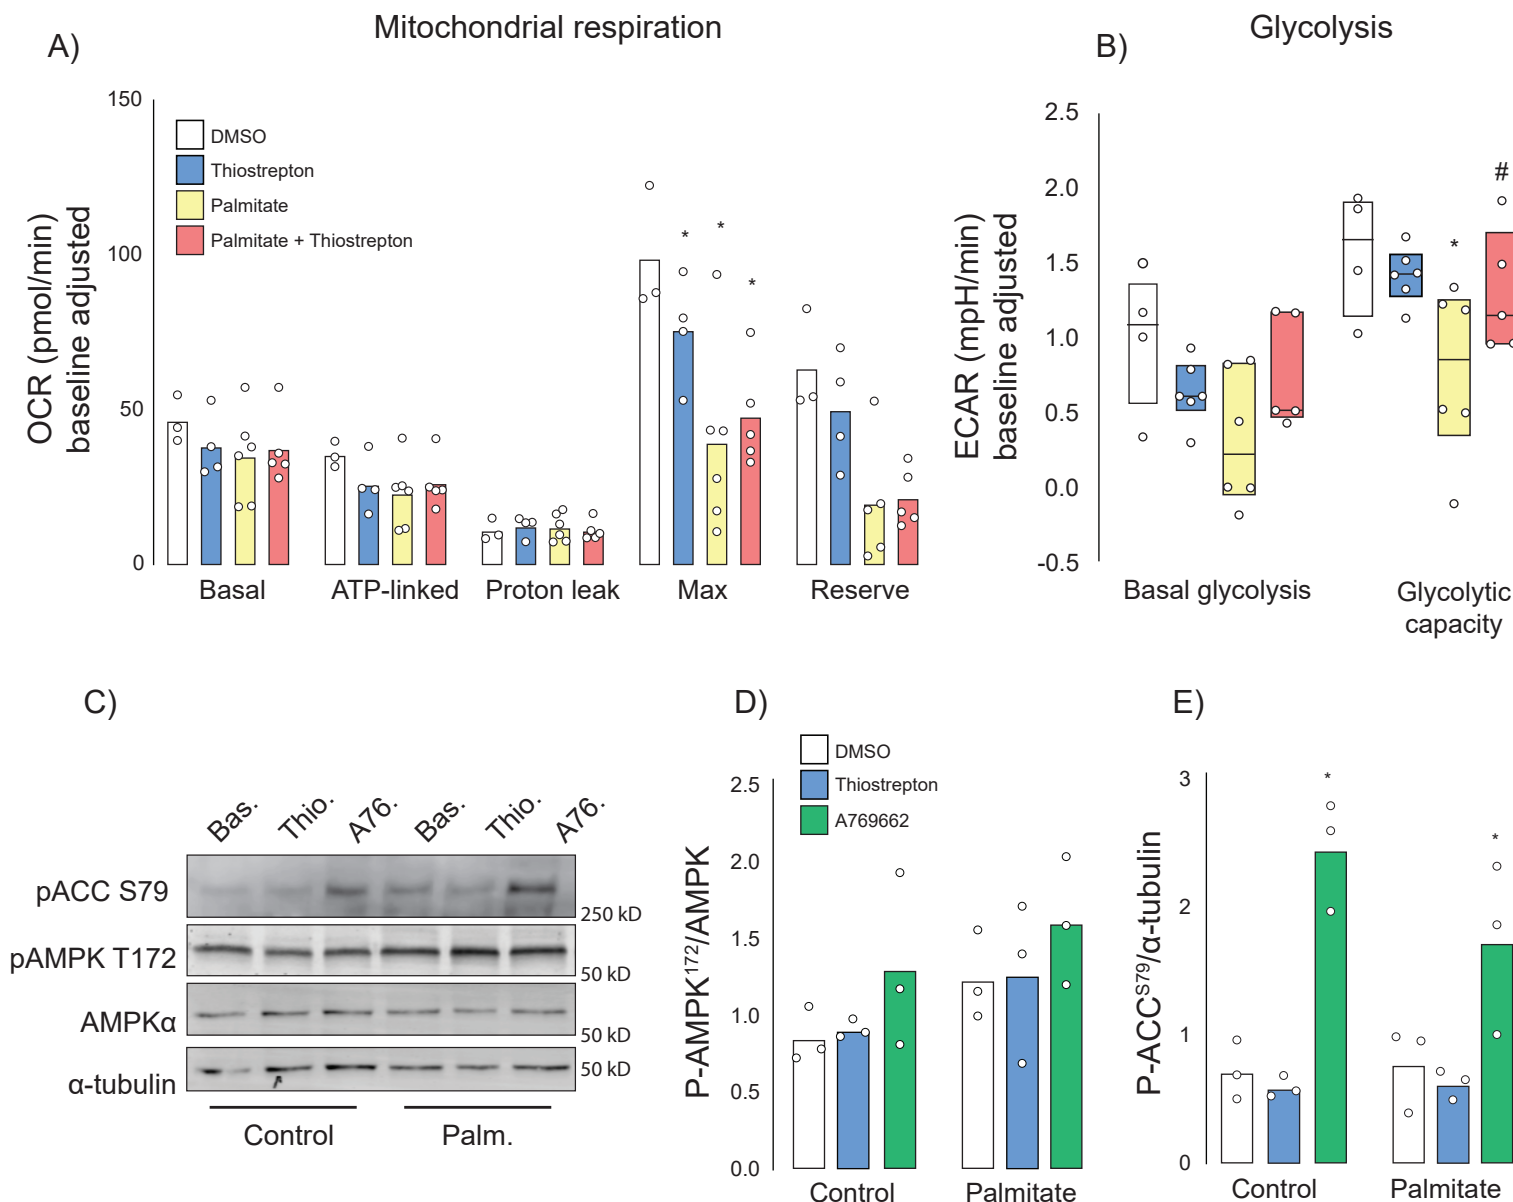 Mitochondrial respiration
Glycolysis
A)
B)
OCR (pmol/min)
baseline adjusted
150
100
50
0
DMSO
Thiostrepton
Palmitate
Palmitate + Thiostrepton
*
*
*
Basal
ATP-linked
Proton leak
Max
Reserve
ECAR (mpH/min)
baseline adjusted
2.5
2.0
1.5
1.0
0.5
0.0
-0.5
*
#
Basal glycolysis
Glycolytic
capacity
C)
Bas.
Thio.
A76.
Bas.
Thio.
A76.
pACC S79
250 kD
pAMPK T172
50 kD
AMPKα
50 kD
α-tubulin
50 kD
Control
Palm.
D)
DMSO
Thiostrepton
A769662
P-AMPK¹⁷²/AMPK
2.5
2.0
1.5
1.0
0.5
0.0
Control
Palmitate
E)
P-ACC^S79/α-tubulin
3
2
1
0
*
*
Control
Palmitate